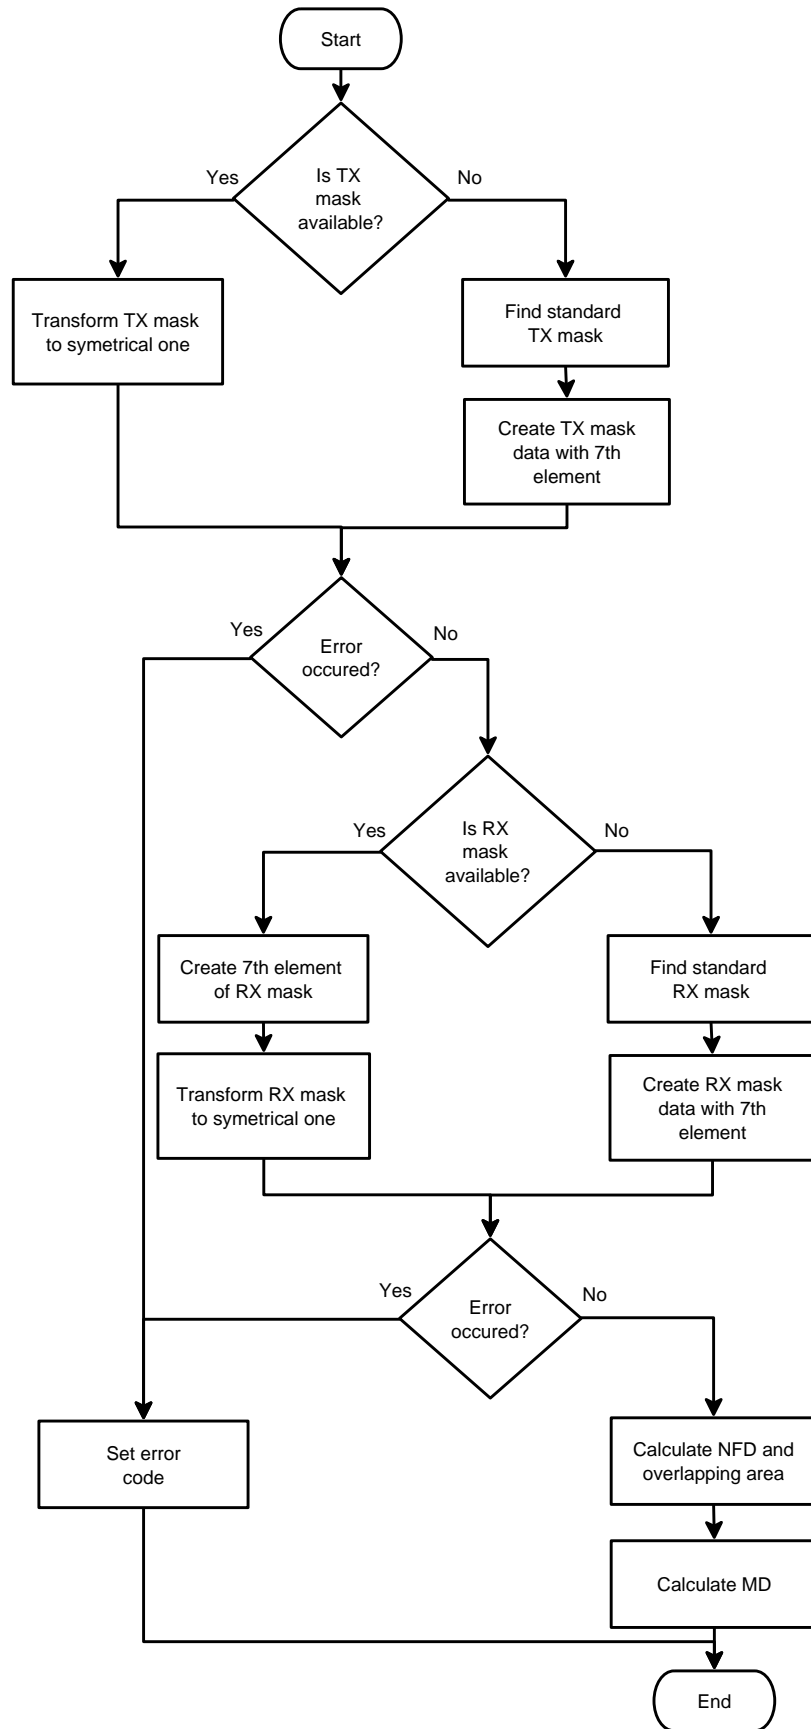 Start
Is TX
mask
available?
Yes
No
Transform TX mask
to symetrical one
Find standard
TX mask
Create TX mask
data with 7th
element
Error
occured?
Yes
No
Is RX
mask
available?
Yes
No
Create 7th element
of RX mask
Find standard
RX mask
Transform RX mask
to symetrical one
Create RX mask
data with 7th
element
Error
occured?
Yes
No
Set error
code
Calculate NFD and
overlapping area
Calculate MD
End